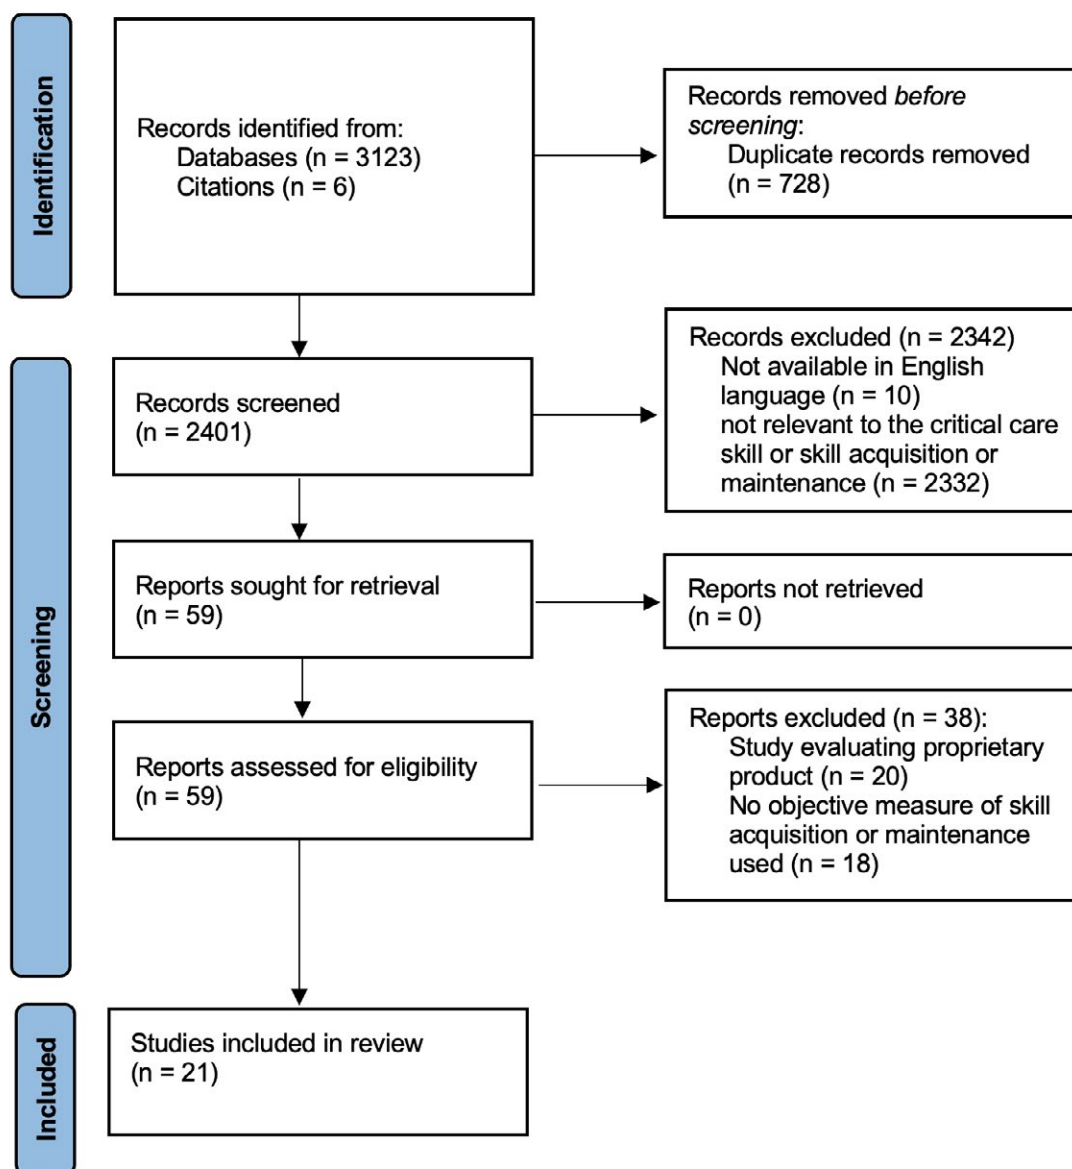 Identification
Records identified from:
Databases (n = 3123)
Citations (n = 6)
Records removed before
screening:
Duplicate records removed
(n = 728)
Screening
Records screened
(n = 2401)
Records excluded (n = 2342)
Not available in English
language (n = 10)
not relevant to the critical care
skill or skill acquisition or
maintenance (n = 2332)
Reports sought for retrieval
(n = 59)
Reports not retrieved
(n = 0)
Reports assessed for eligibility
(n = 59)
Reports excluded (n = 38):
Study evaluating proprietary
product (n = 20)
No objective measure of skill
acquisition or maintenance
used (n = 18)
Included
Studies included in review
(n = 21)